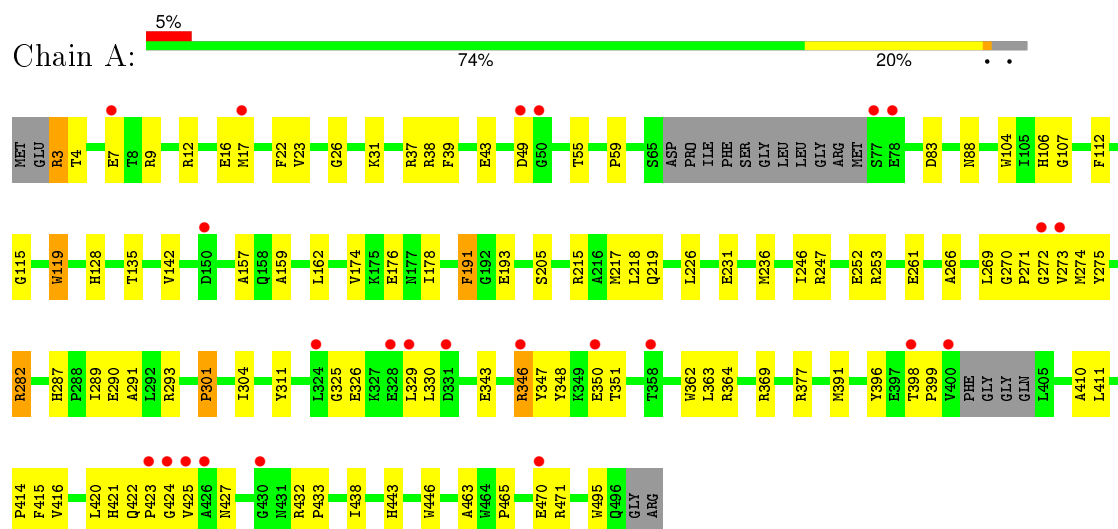 5%
Chain A:
74% 20% • •
MET GLU R3 T4 E7 T8 R9 R12 E16 M17 F22 V23 G26 K31 R37 R38 F39 E43 D49 G50 T55 P59 S65 ASP PRO ILE PHE SER GLY LEU LEU GLY ARG MET S77 E78 D83 N88 W104 I105 H106 G107 F112
G115 W119 H128 T135 V142 D150 A157 Q158 A159 L162 V174 K175 E176 N177 I178 F191 G192 E193 S205 R215 A216 M217 L218 Q219 L226 E231 M236 I246 R247 E252 R253 E261 A266 L269 G270 P271 G272 V273 M274 Y275
R282 H287 P288 I289 E290 A291 L292 R293 P301 I304 Y311 L324 G325 E326 K327 E328 L329 L330 D331 E343 R346 Y347 Y348 K349 E350 T351 T358 W362 L363 R364 R369 R377 M391 Y396 E397 T398 P399 V400 PHE GLY GLY GLN L405 A410 L411
P414 F415 V416 L420 H421 Q422 P423 G424 V425 A426 N427 G430 N431 R432 P433 I438 H443 W446 A463 W464 P465 E470 R471 W495 Q496 GLY ARG